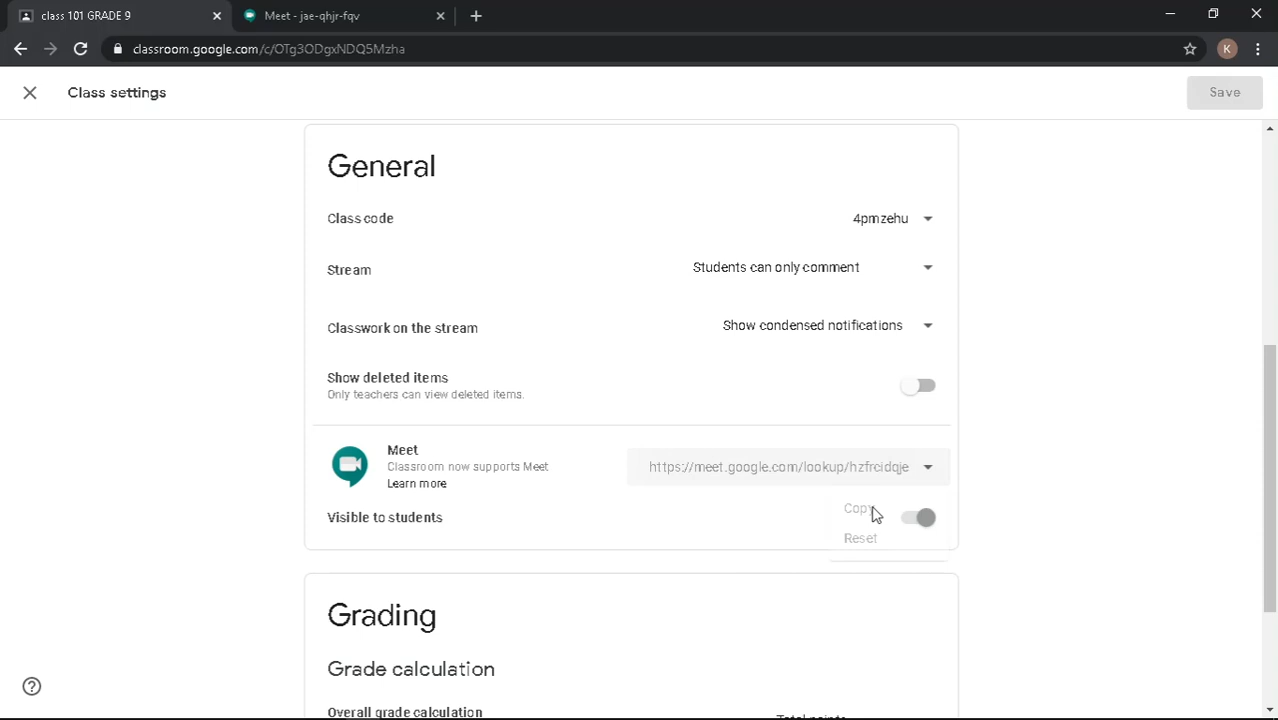 class 101 GRADE 9
Meet - jae-qhjr-fqv
classroom.google.com/c/OTg3ODgxNDQ5Mzha
K
Class settings
Save
General
Class code
4pmzehu
Stream
Students can only comment
Classwork on the stream
Show condensed notifications
Show deleted items
Only teachers can view deleted items.
Meet
Classroom now supports Meet
https://meet.google.com/lookup/hzfrcidqje
Learn more
Visible to students
Copy
Reset
Grading
Grade calculation
Overall grade calculation
Total points